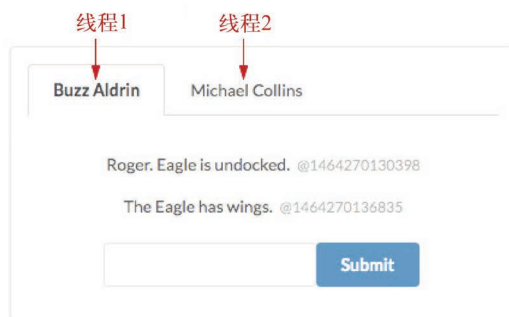 线程1 线程2
Buzz Aldrin Michael Collins
Roger. Eagle is undocked. @1464270130398
The Eagle has wings. @1464270136835
Submit